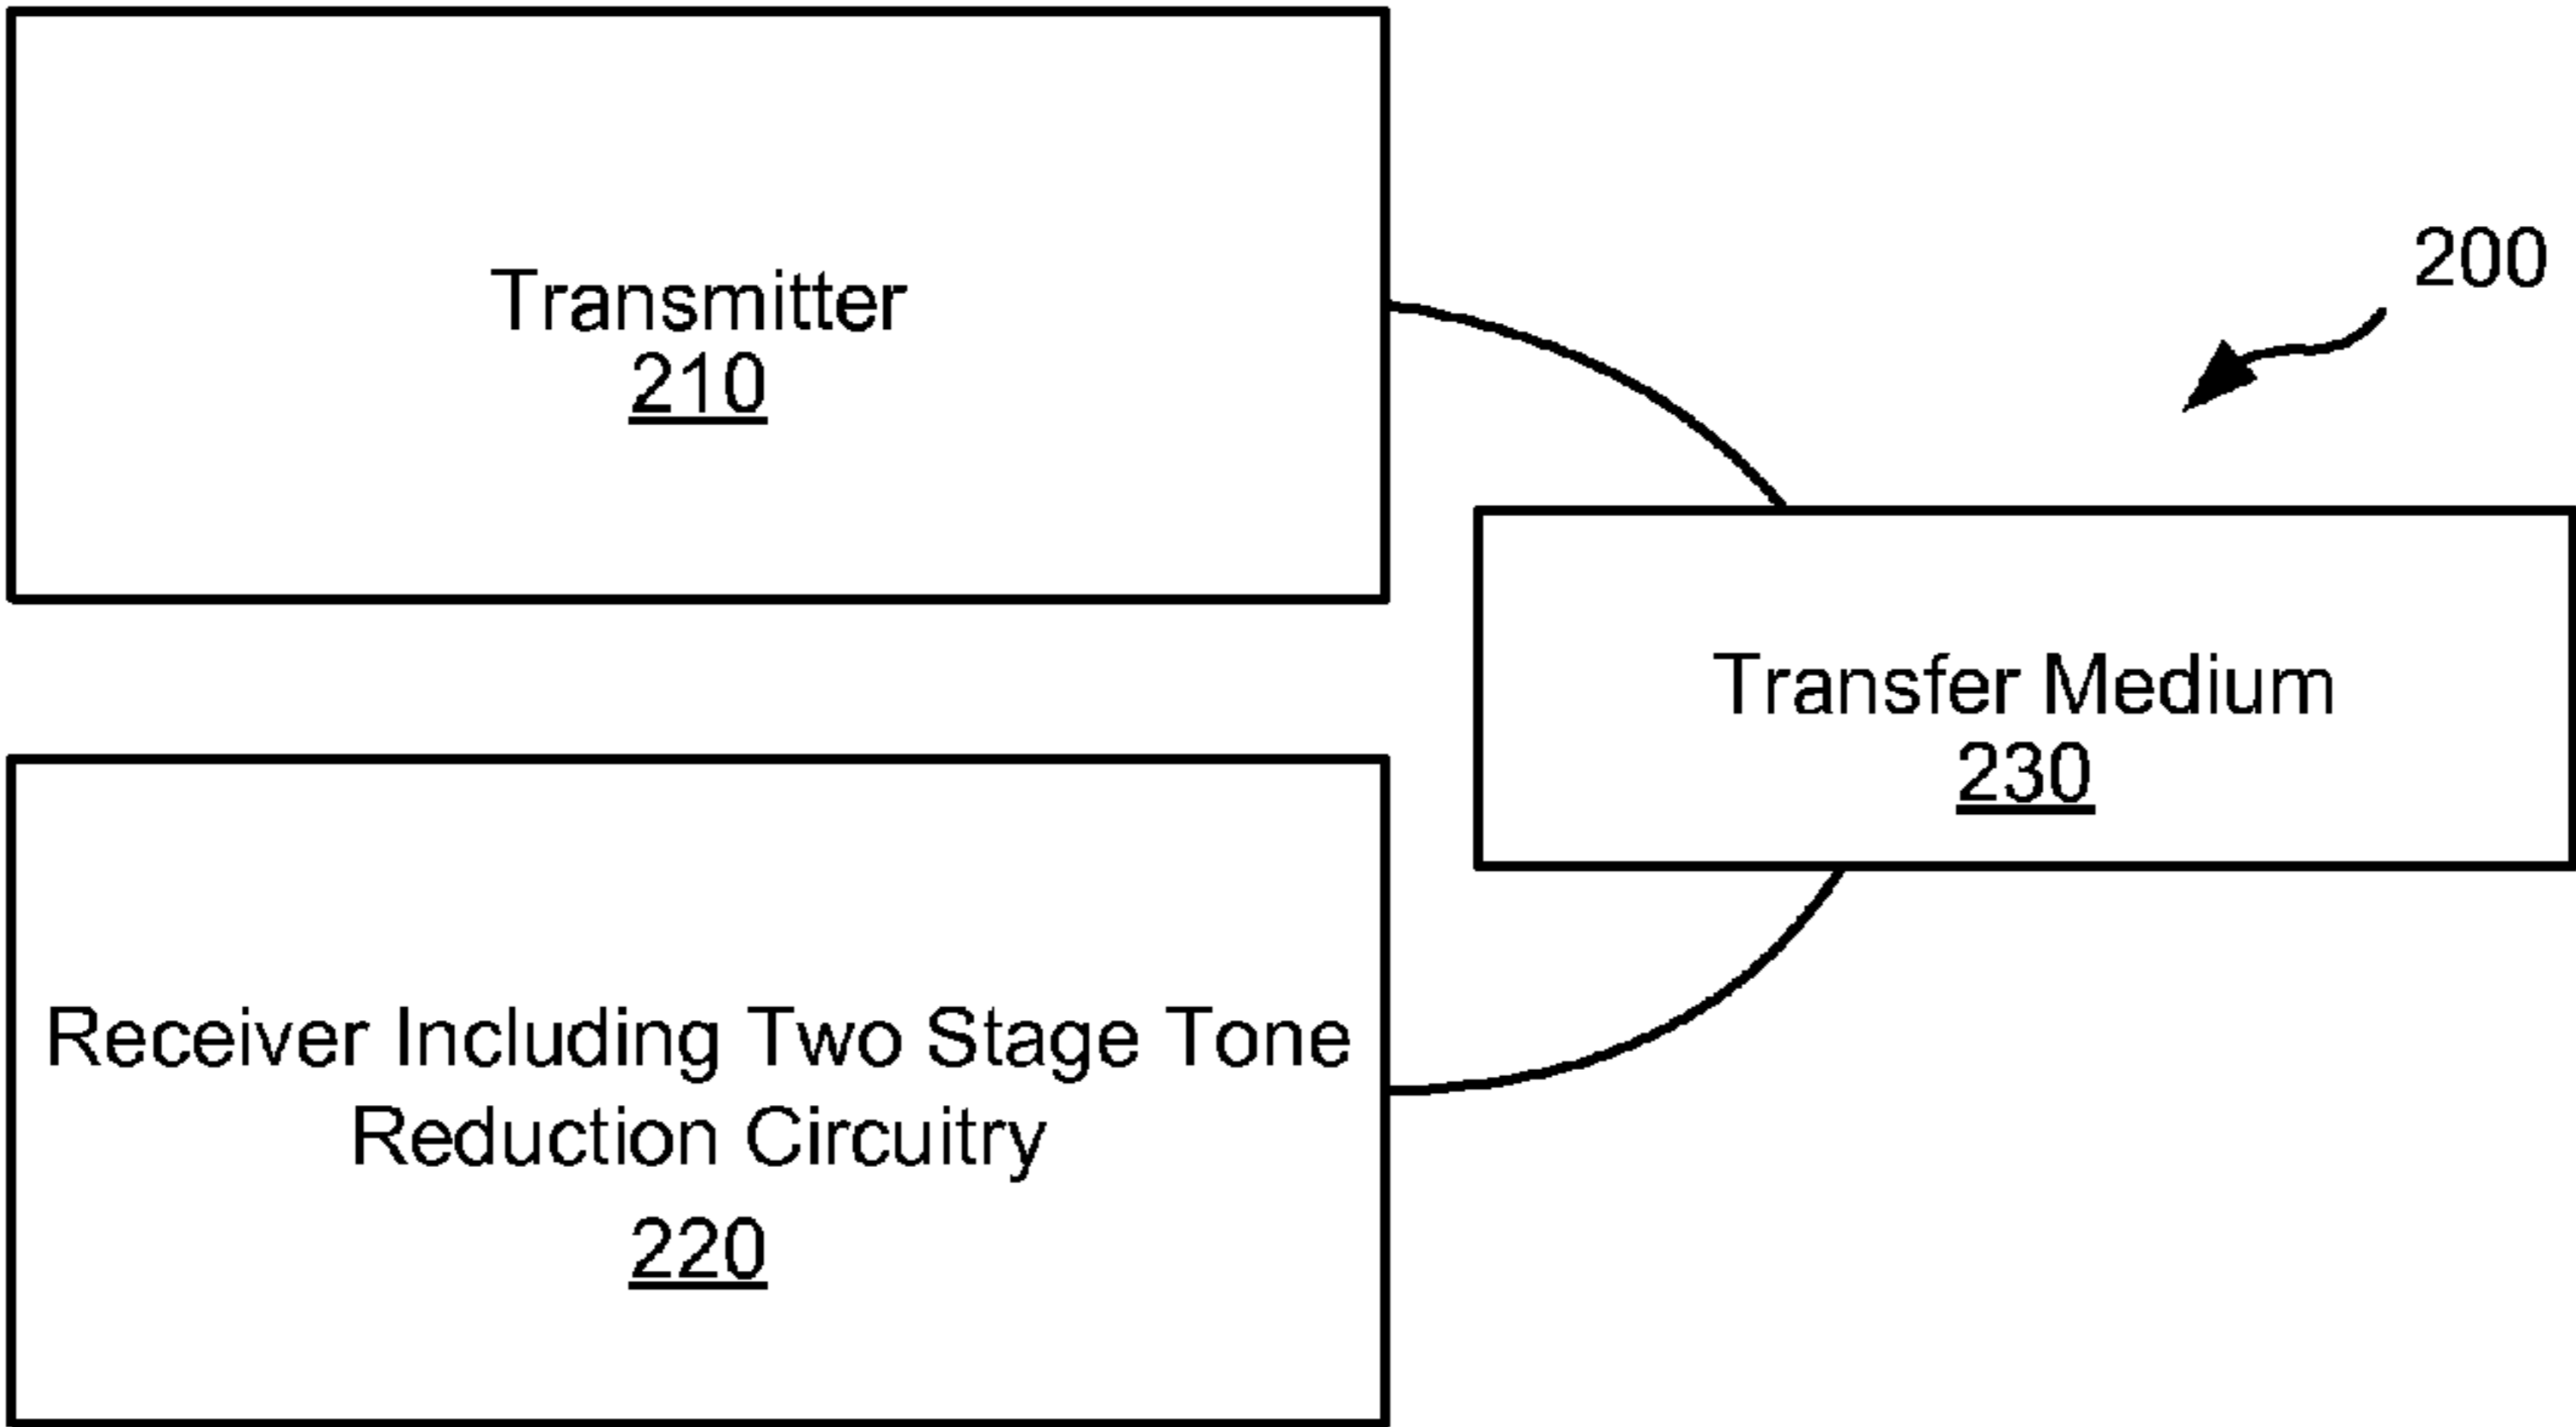 Transmitter
210
200
Transfer Medium
230
Receiver Including Two Stage Tone
Reduction Circuitry
220